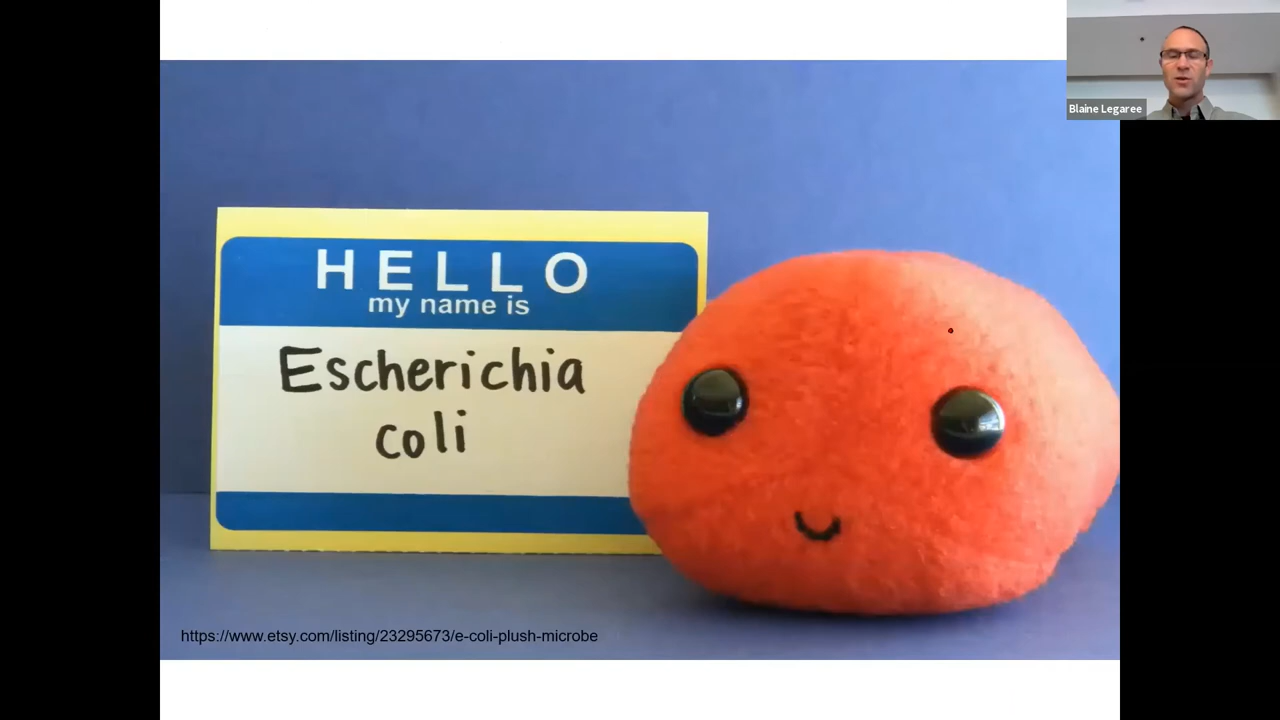 Blaine Legaree
HELLO
my name is
Escherichia
coli
https://www.etsy.com/listing/23295673/e-coli-plush-microbe